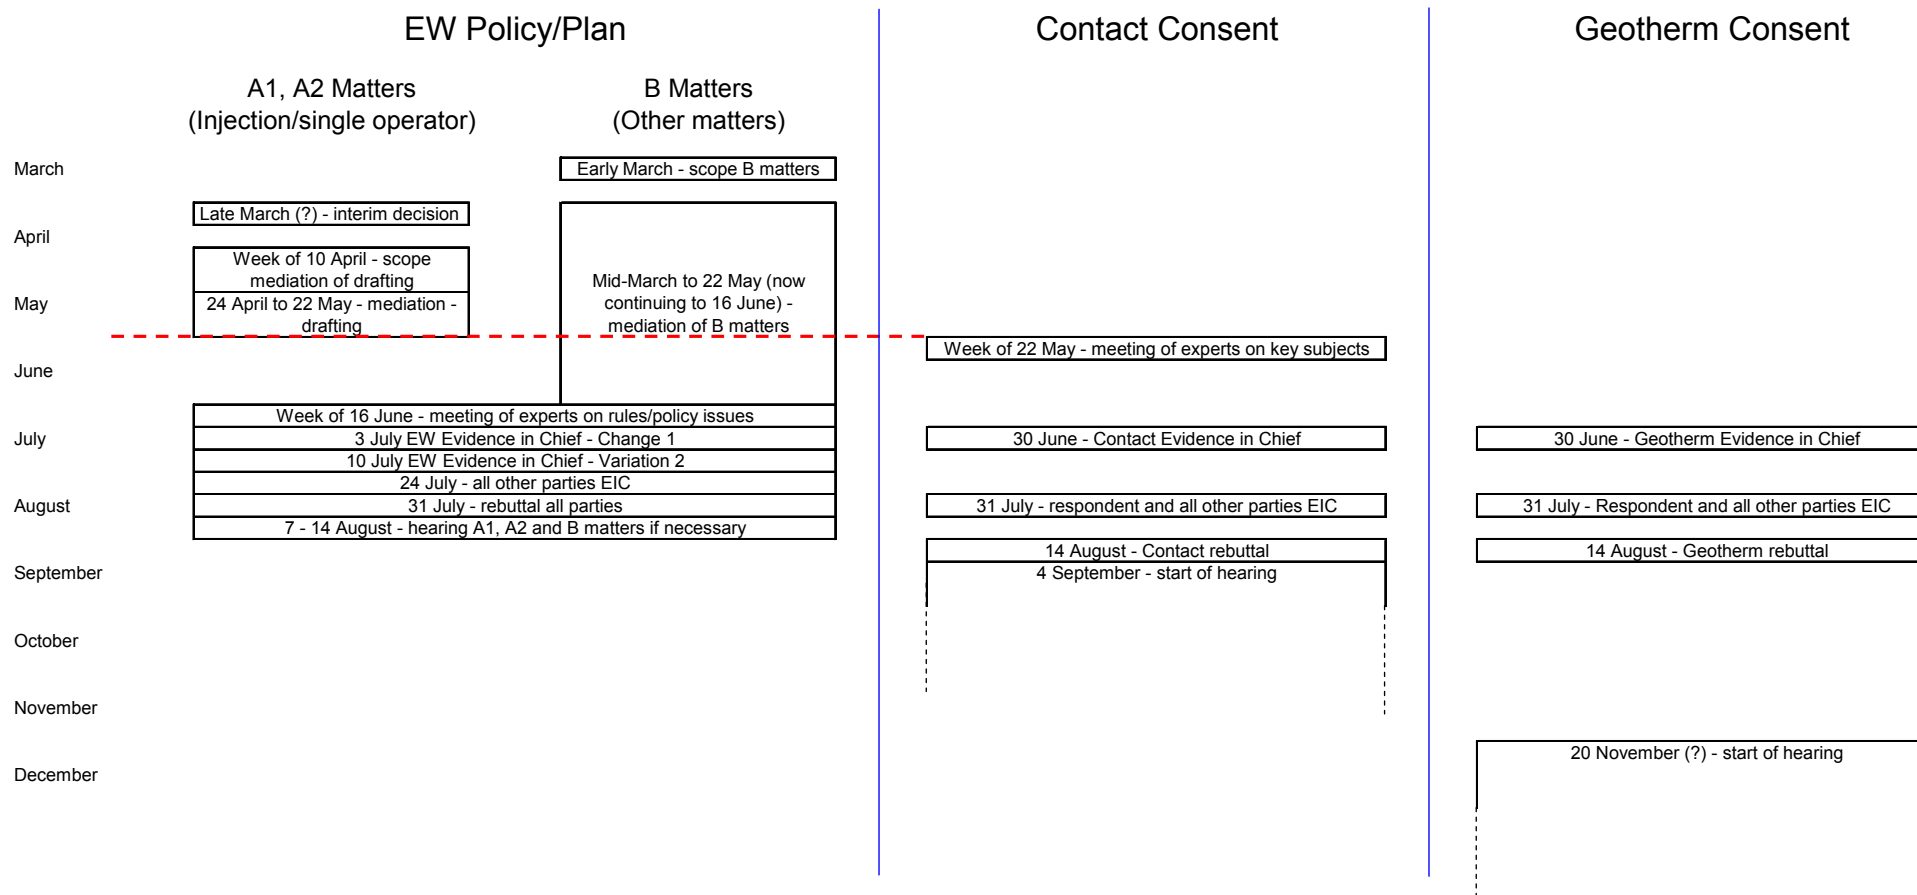 EW Policy/Plan
Contact Consent
Geotherm Consent
A1, A2 Matters
(Injection/single operator)
B Matters
(Other matters)
March
Early March - scope B matters
Late March (?) - interim decision
April
Week of 10 April - scope
mediation of drafting
24 April to 22 May - mediation -
drafting
Mid-March to 22 May (now
continuing to 16 June) -
mediation of B matters
May
Week of 22 May - meeting of experts on key subjects
June
Week of 16 June - meeting of experts on rules/policy issues
July
3 July EW Evidence in Chief - Change 1
30 June - Contact Evidence in Chief
30 June - Geotherm Evidence in Chief
10 July EW Evidence in Chief - Variation 2
24 July - all other parties EIC
August
31 July - rebuttal all parties
31 July - respondent and all other parties EIC
31 July - Respondent and all other parties EIC
7 - 14 August - hearing A1, A2 and B matters if necessary
14 August - Contact rebuttal
14 August - Geotherm rebuttal
September
4 September - start of hearing
October
November
20 November (?) - start of hearing
December